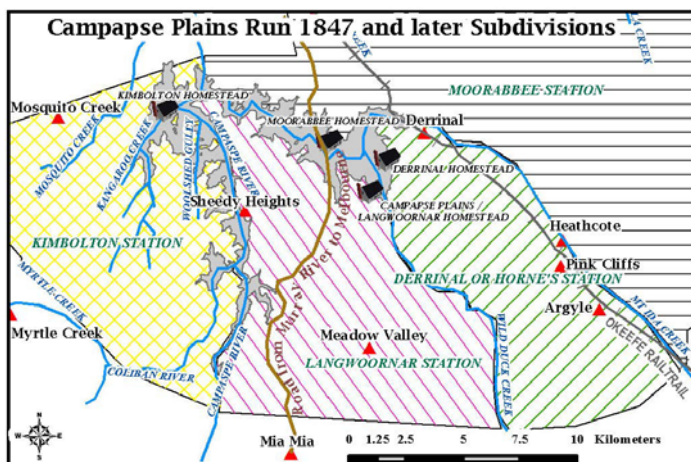 Campapse Plains Run 1847 and later Subdivisions
LA CREEK
MOORABBEE STATION
KIMBOLTON HOMESTEAD
Mosquito Creek
MOSQUITO CREEK
KANGAROO CREEK
WOOLSHED GULLY
CAMPASPE RIVER
MOORABBEE HOMESTEAD
Derrinal
DERRINAL HOMESTEAD
CAMPAPSE PLAINS /
LANGWOORNAR HOMESTEAD
Sheedy Heights
KIMBOLTON STATION
Road from Murray River to Melbourne
Heathcote
Pink Cliffs
DERRINAL OR HORNE'S STATION
Argyle
MT IDA CREEK
OKEEFE RAILTRAIL
MYRTLE CREEK
Myrtle Creek
COLIBAN RIVER
CAMPASPE RIVER
Meadow Valley
LANGWOORNAR STATION
WILD DUCK CREEK
Mia Mia
N
W E
S
0 1.25 2.5 5 7.5 10 Kilometers